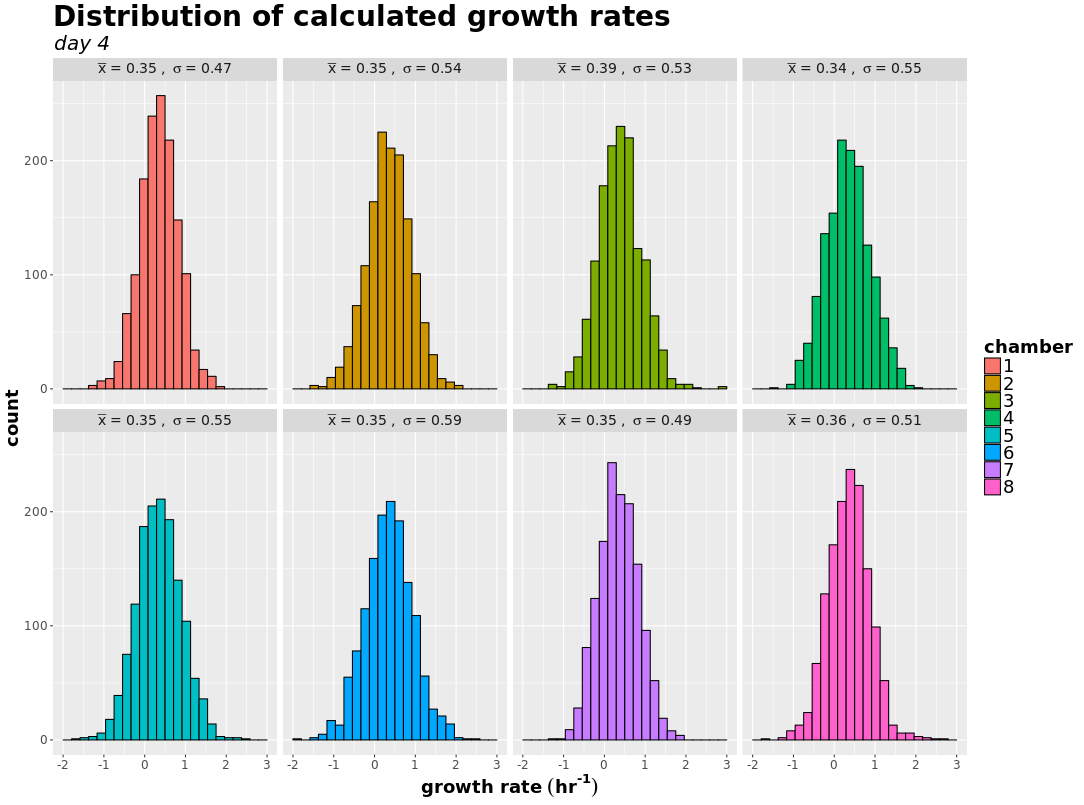 Distribution of calculated growth rates
day 4
x̅ = 0.35 , σ = 0.47
x̅ = 0.35 , σ = 0.54
x̅ = 0.39 , σ = 0.53
x̅ = 0.34 , σ = 0.55
200
100
0
x̅ = 0.35 , σ = 0.55
x̅ = 0.35 , σ = 0.59
x̅ = 0.35 , σ = 0.49
x̅ = 0.36 , σ = 0.51
200
100
0
-2 -1 0 1 2 3
-2 -1 0 1 2 3
-2 -1 0 1 2 3
-2 -1 0 1 2 3
count
growth rate (hr⁻¹)
chamber
1
2
3
4
5
6
7
8